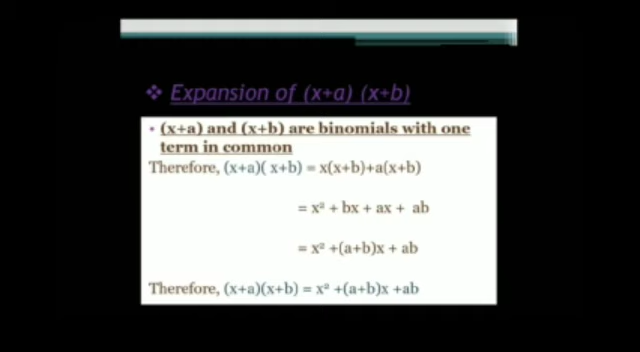 ❖ Expansion of (x+a) (x+b)
• (x+a) and (x+b) are binomials with one
term in common
Therefore, (x+a)( x+b) = x(x+b)+a(x+b)
= x² + bx + ax + ab
= x² +(a+b)x + ab
Therefore, (x+a)(x+b) = x² +(a+b)x +ab